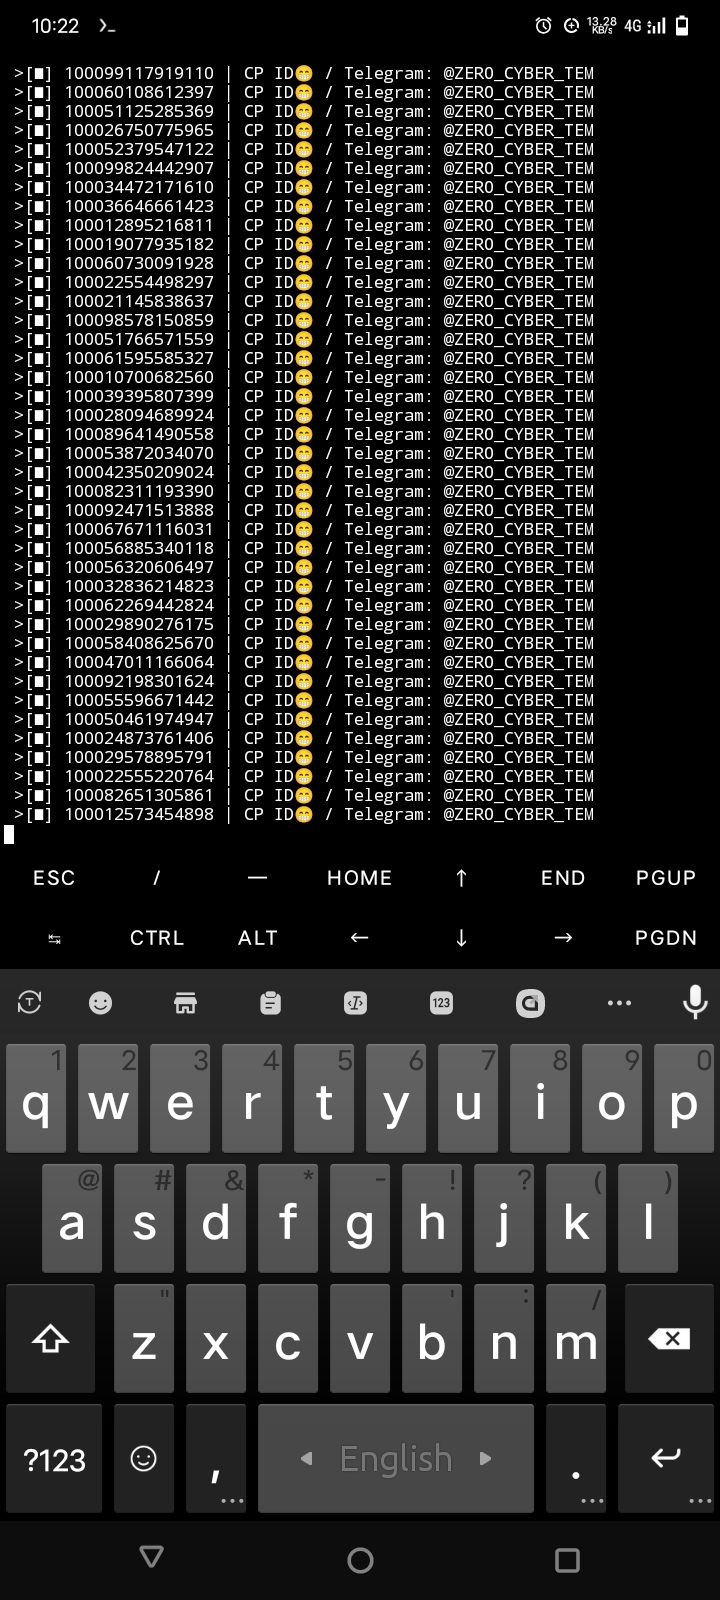 10:22 >_ 13.28 KB/s 4G
>[■] 100099117919110 | CP ID😁 / Telegram: @ZERO_CYBER_TEM
>[■] 100060108612397 | CP ID😁 / Telegram: @ZERO_CYBER_TEM
>[■] 100051125285369 | CP ID😁 / Telegram: @ZERO_CYBER_TEM
>[■] 100026750775965 | CP ID😁 / Telegram: @ZERO_CYBER_TEM
>[■] 100052379547122 | CP ID😁 / Telegram: @ZERO_CYBER_TEM
>[■] 100099824442907 | CP ID😁 / Telegram: @ZERO_CYBER_TEM
>[■] 100034472171610 | CP ID😁 / Telegram: @ZERO_CYBER_TEM
>[■] 100036646661423 | CP ID😁 / Telegram: @ZERO_CYBER_TEM
>[■] 100012895216811 | CP ID😁 / Telegram: @ZERO_CYBER_TEM
>[■] 100019077935182 | CP ID😁 / Telegram: @ZERO_CYBER_TEM
>[■] 100060730091928 | CP ID😁 / Telegram: @ZERO_CYBER_TEM
>[■] 100022554498297 | CP ID😁 / Telegram: @ZERO_CYBER_TEM
>[■] 100021145838637 | CP ID😁 / Telegram: @ZERO_CYBER_TEM
>[■] 100098578150859 | CP ID😁 / Telegram: @ZERO_CYBER_TEM
>[■] 100051766571559 | CP ID😁 / Telegram: @ZERO_CYBER_TEM
>[■] 100061595585327 | CP ID😁 / Telegram: @ZERO_CYBER_TEM
>[■] 100010700682560 | CP ID😁 / Telegram: @ZERO_CYBER_TEM
>[■] 100039395807399 | CP ID😁 / Telegram: @ZERO_CYBER_TEM
>[■] 100028094689924 | CP ID😁 / Telegram: @ZERO_CYBER_TEM
>[■] 100089641490558 | CP ID😁 / Telegram: @ZERO_CYBER_TEM
>[■] 100053872034070 | CP ID😁 / Telegram: @ZERO_CYBER_TEM
>[■] 100042350209024 | CP ID😁 / Telegram: @ZERO_CYBER_TEM
>[■] 100082311193390 | CP ID😁 / Telegram: @ZERO_CYBER_TEM
>[■] 100092471513888 | CP ID😁 / Telegram: @ZERO_CYBER_TEM
>[■] 100067671116031 | CP ID😁 / Telegram: @ZERO_CYBER_TEM
>[■] 100056885340118 | CP ID😁 / Telegram: @ZERO_CYBER_TEM
>[■] 100056320606497 | CP ID😁 / Telegram: @ZERO_CYBER_TEM
>[■] 100032836214823 | CP ID😁 / Telegram: @ZERO_CYBER_TEM
>[■] 100062269442824 | CP ID😁 / Telegram: @ZERO_CYBER_TEM
>[■] 100029890276175 | CP ID😁 / Telegram: @ZERO_CYBER_TEM
>[■] 100058408625670 | CP ID😁 / Telegram: @ZERO_CYBER_TEM
>[■] 100047011166064 | CP ID😁 / Telegram: @ZERO_CYBER_TEM
>[■] 100092198301624 | CP ID😁 / Telegram: @ZERO_CYBER_TEM
>[■] 100055596671442 | CP ID😁 / Telegram: @ZERO_CYBER_TEM
>[■] 100050461974947 | CP ID😁 / Telegram: @ZERO_CYBER_TEM
>[■] 100024873761406 | CP ID😁 / Telegram: @ZERO_CYBER_TEM
>[■] 100029578895791 | CP ID😁 / Telegram: @ZERO_CYBER_TEM
>[■] 100022555220764 | CP ID😁 / Telegram: @ZERO_CYBER_TEM
>[■] 100082651305861 | CP ID😁 / Telegram: @ZERO_CYBER_TEM
>[■] 100012573454898 | CP ID😁 / Telegram: @ZERO_CYBER_TEM
ESC / — HOME ↑ END PGUP
⇆ CTRL ALT ← ↓ → PGDN
T 123 ...
1 2 3 4 5 6 7 8 9 0
q w e r t y u i o p
@ # & * - ! ? ( )
a s d f g h j k l
" ' : /
z x c v b n m
?123 , English .